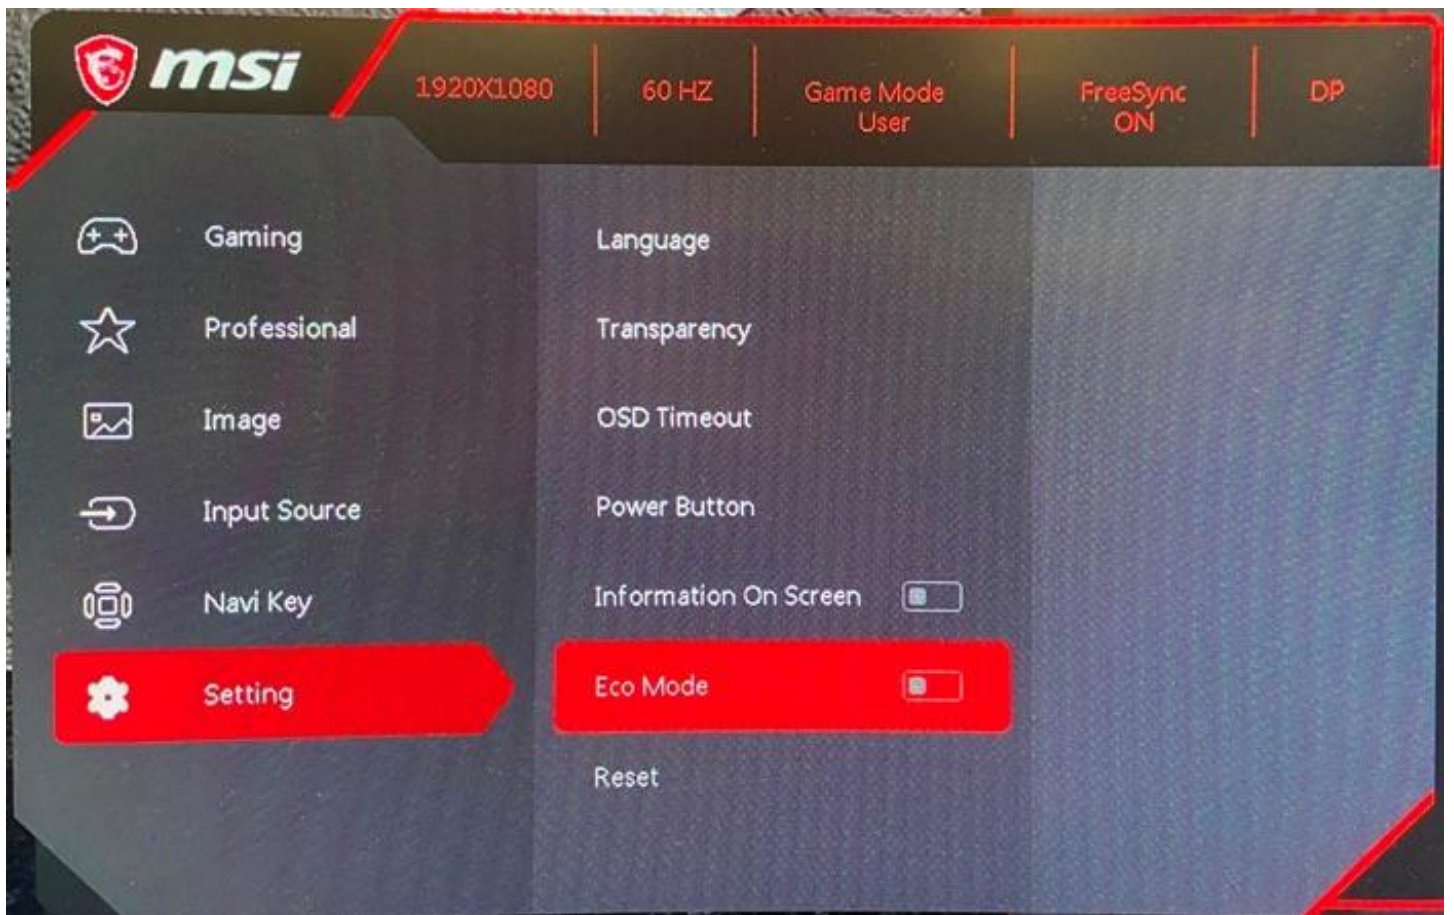 msi
1920X1080
60 HZ
Game Mode
User
FreeSync
ON
DP
Gaming
Professional
Image
Input Source
Navi Key
Setting
Language
Transparency
OSD Timeout
Power Button
Information On Screen
Eco Mode
Reset